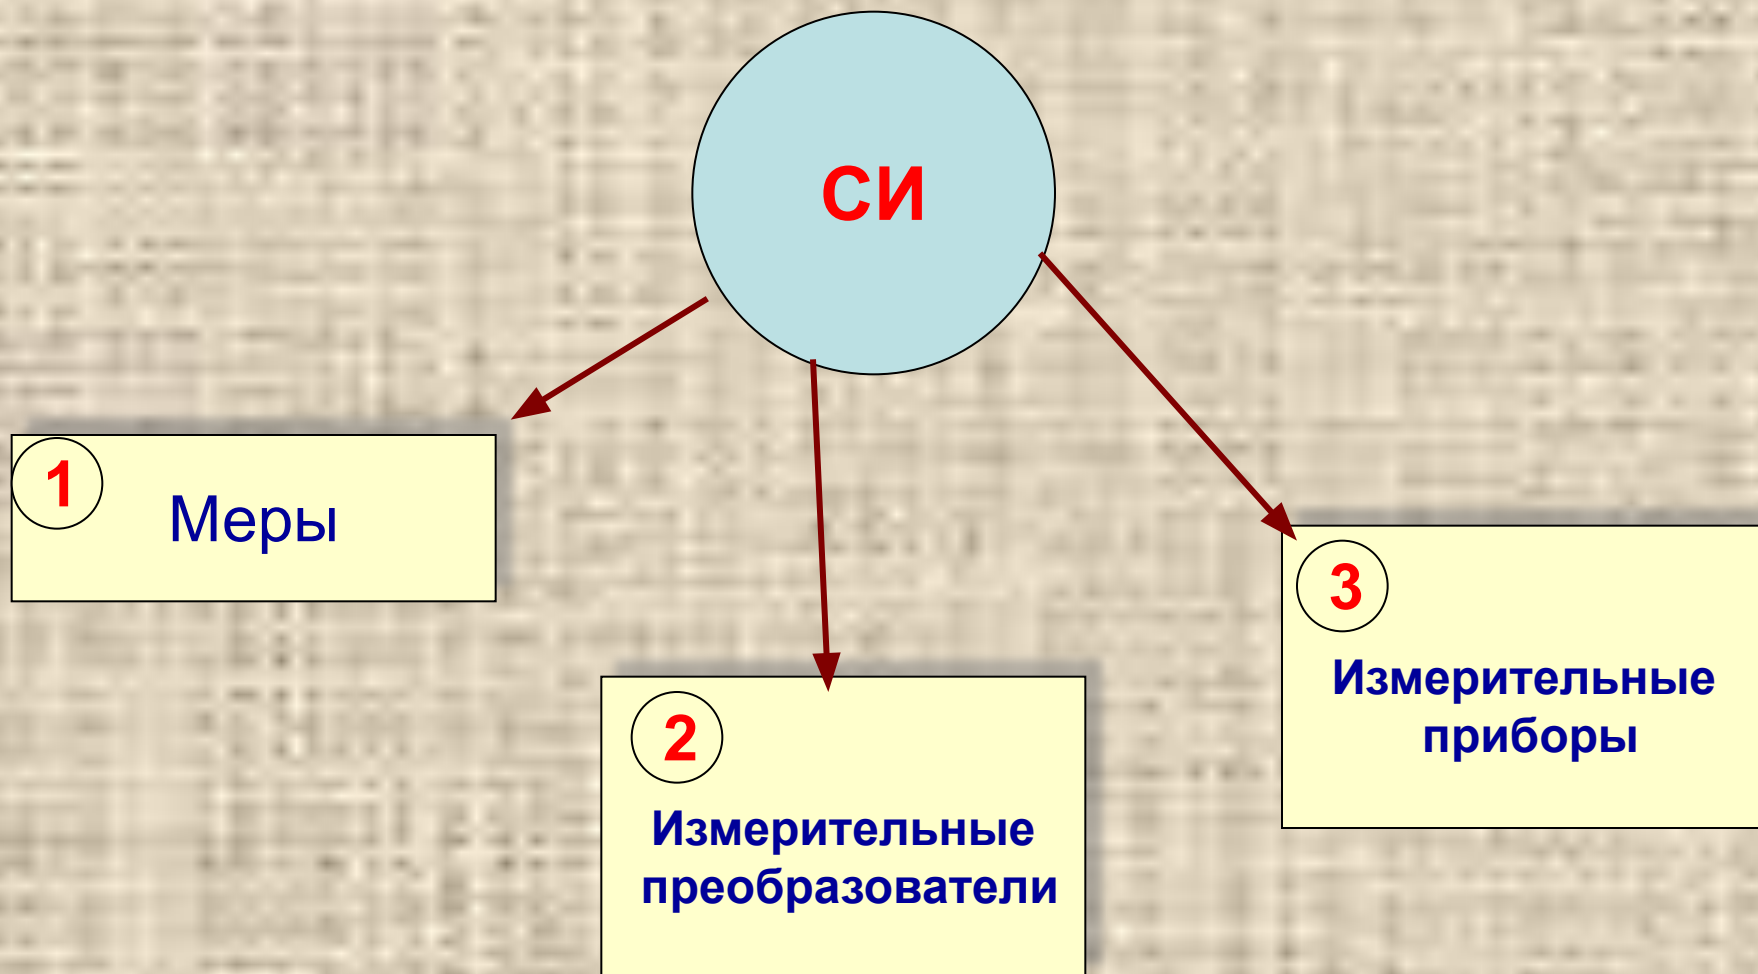 СИ
1
Меры
2
Измерительные
преобразователи
3
Измерительные
приборы